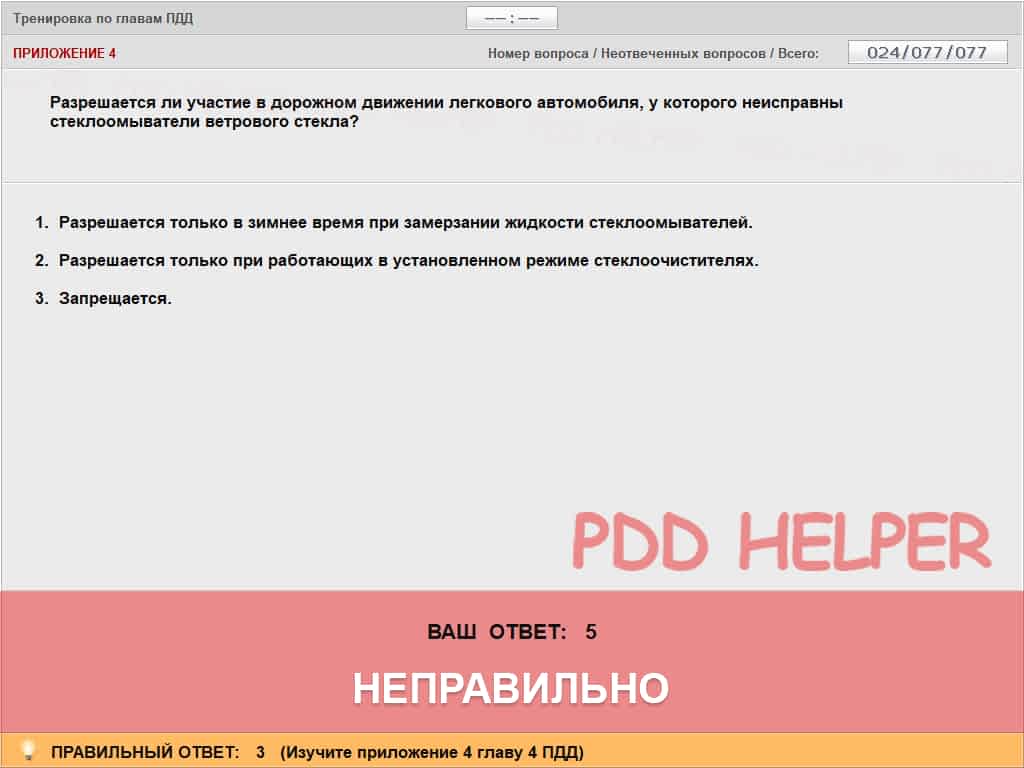 Тренировка по главам ПДД
—— : ——
ПРИЛОЖЕНИЕ 4
Номер вопроса / Неотвеченных вопросов / Всего:
024/077/077
Разрешается ли участие в дорожном движении легкового автомобиля, у которого неисправны
стеклоомыватели ветрового стекла?
1. Разрешается только в зимнее время при замерзании жидкости стеклоомывателей.
2. Разрешается только при работающих в установленном режиме стеклоочистителях.
3. Запрещается.
PDD HELPER
ВАШ ОТВЕТ: 5
НЕПРАВИЛЬНО
ПРАВИЛЬНЫЙ ОТВЕТ: 3 (Изучите приложение 4 главу 4 ПДД)